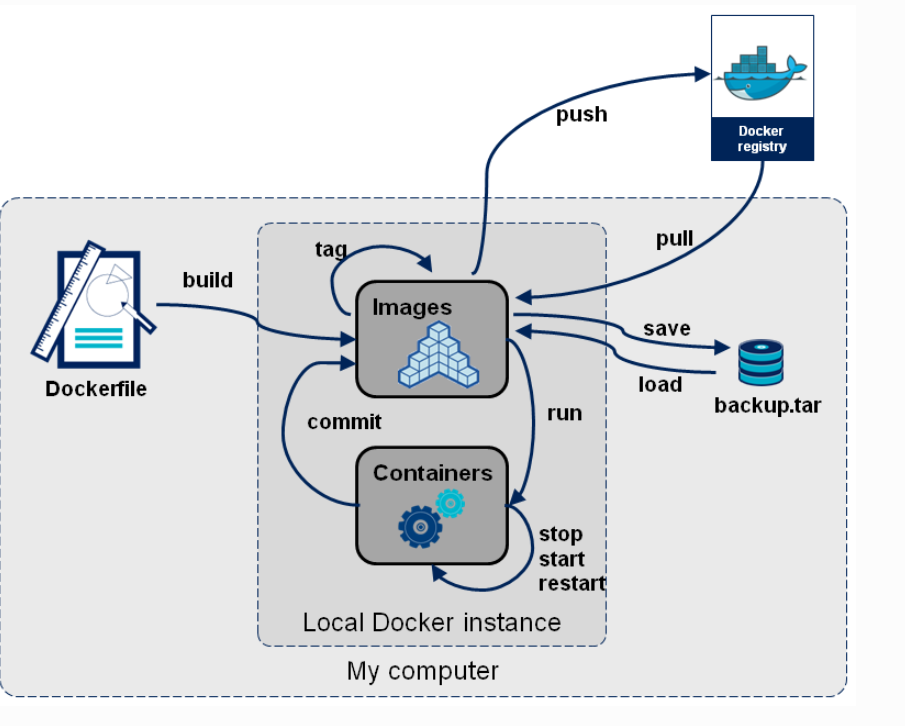 push
Docker
registry
tag
pull
build
Images
save
Dockerfile
load
backup.tar
run
commit
Containers
stop
start
restart
Local Docker instance
My computer